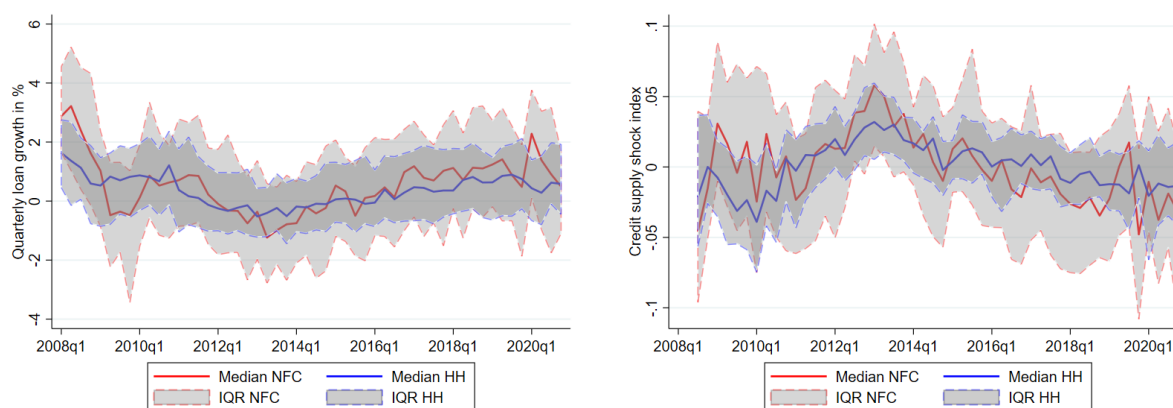 Quarterly loan growth in %
6
4
2
0
-2
-4
2008q1 2010q1 2012q1 2014q1 2016q1 2018q1 2020q1
Median NFC Median HH
IQR NFC IQR HH
Credit supply shock index
.1
.05
0
-.05
-.1
2008q1 2010q1 2012q1 2014q1 2016q1 2018q1 2020q1
Median NFC Median HH
IQR NFC IQR HH